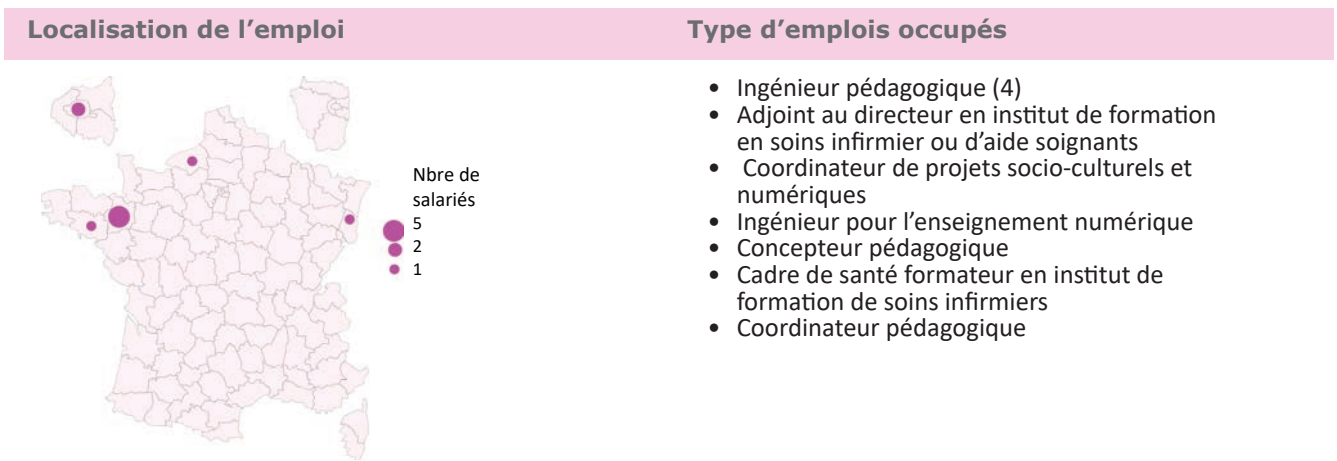 Localisation de l’emploi
Type d’emplois occupés
Nbre de
salariés
5
2
1
• Ingénieur pédagogique (4)
• Adjoint au directeur en institut de formation
en soins infirmier ou d’aide soignants
• Coordinateur de projets socio-culturels et
numériques
• Ingénieur pour l’enseignement numérique
• Concepteur pédagogique
• Cadre de santé formateur en institut de
formation de soins infirmiers
• Coordinateur pédagogique